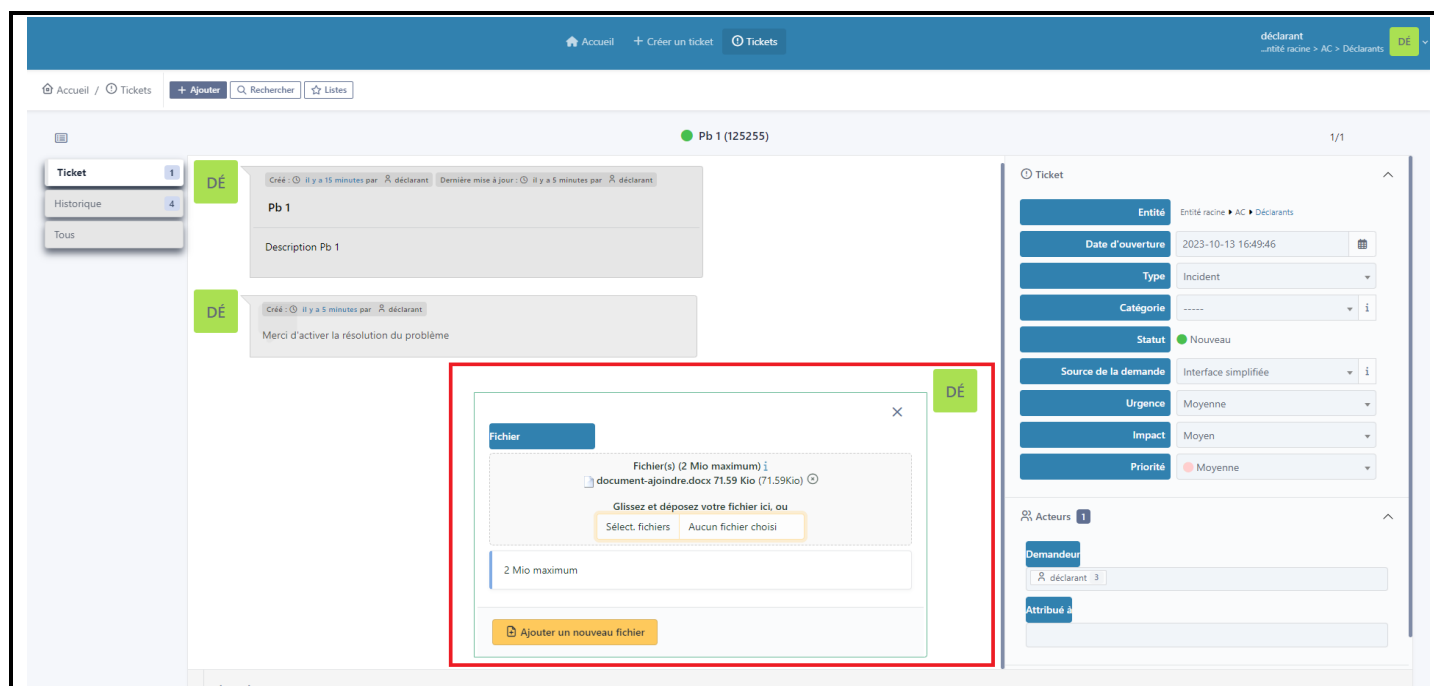 Accueil + Créer un ticket Tickets
déclarant
...ntité racine > AC > Déclarants
DÉ
Accueil / Tickets + Ajouter Rechercher Listes
Pb 1 (125255) 1/1
Ticket 1
Historique 4
Tous
DÉ
Créé : il y a 15 minutes par déclarant Dernière mise à jour : il y a 5 minutes par déclarant
Pb 1
Description Pb 1
DÉ
Créé : il y a 5 minutes par déclarant
Merci d'activer la résolution du problème
DÉ
Fichier
Fichier(s) (2 Mio maximum) i
document-ajoindre.docx 71.59 Kio (71.59Kio)
Glissez et déposez votre fichier ici, ou
Sélect. fichiers Aucun fichier choisi
2 Mio maximum
Ajouter un nouveau fichier
Ticket
Entité Entité racine AC Déclarants
Date d'ouverture 2023-10-13 16:49:46
Type Incident
Catégorie ----- i
Statut Nouveau
Source de la demande Interface simplifiée i
Urgence Moyenne
Impact Moyen
Priorité Moyenne
Acteurs 1
Demandeur
déclarant 3
Attribué à